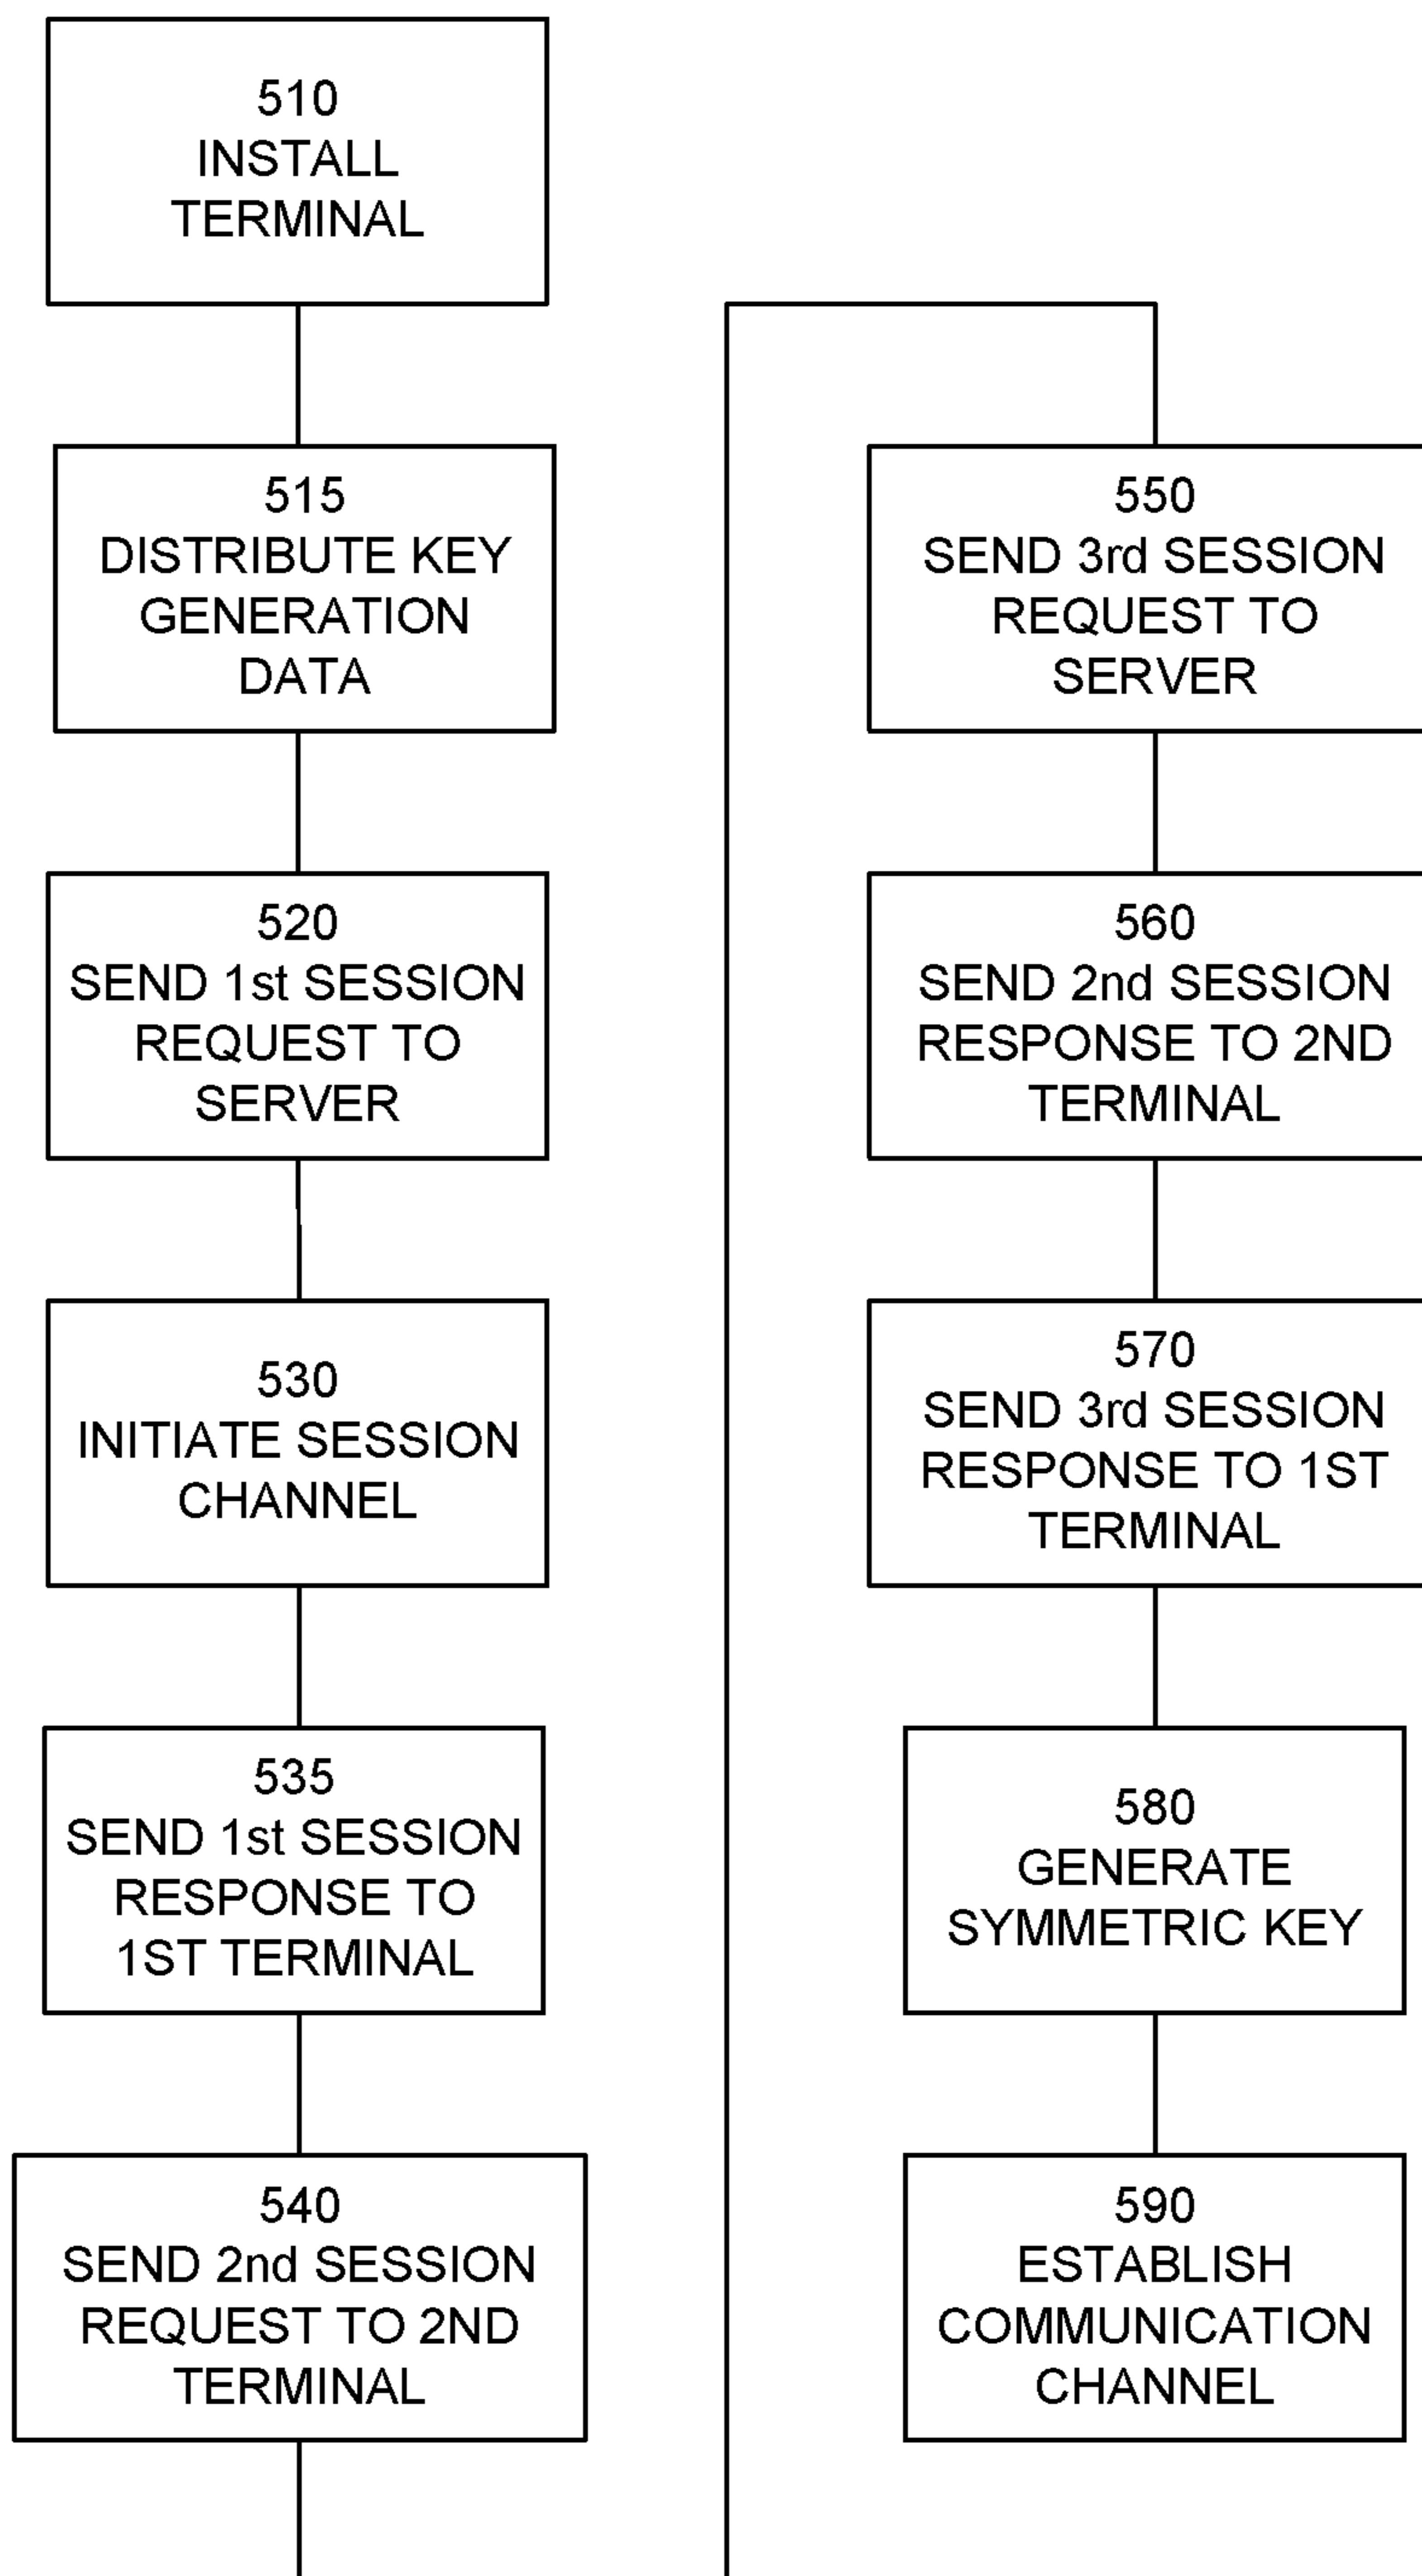 510
INSTALL
TERMINAL
515
DISTRIBUTE KEY
GENERATION
DATA
520
SEND 1st SESSION
REQUEST TO
SERVER
530
INITIATE SESSION
CHANNEL
535
SEND 1st SESSION
RESPONSE TO
1ST TERMINAL
540
SEND 2nd SESSION
REQUEST TO 2ND
TERMINAL
550
SEND 3rd SESSION
REQUEST TO
SERVER
560
SEND 2nd SESSION
RESPONSE TO 2ND
TERMINAL
570
SEND 3rd SESSION
RESPONSE TO 1ST
TERMINAL
580
GENERATE
SYMMETRIC KEY
590
ESTABLISH
COMMUNICATION
CHANNEL